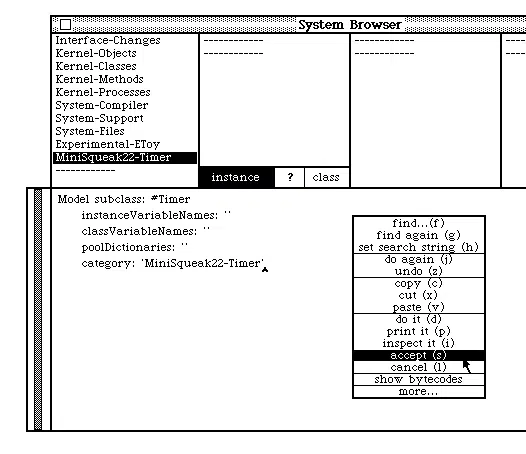 System Browser
Interface-Changes
Kernel-Objects
Kernel-Classes
Kernel-Methods
Kernel-Processes
System-Compiler
System-Support
System-Files
Experimental-EToy
MiniSqueak22-Timer
------------
------------
------------
------------
------------
instance ? class
Model subclass: #Timer
instanceVariableNames: ''
classVariableNames: ''
poolDictionaries: ''
category: 'MiniSqueak22-Timer'
find...(f)
find again (g)
set search string (h)
do again (j)
undo (z)
copy (c)
cut (x)
paste (v)
do it (d)
print it (p)
inspect it (i)
accept (s)
cancel (l)
show bytecodes
more...